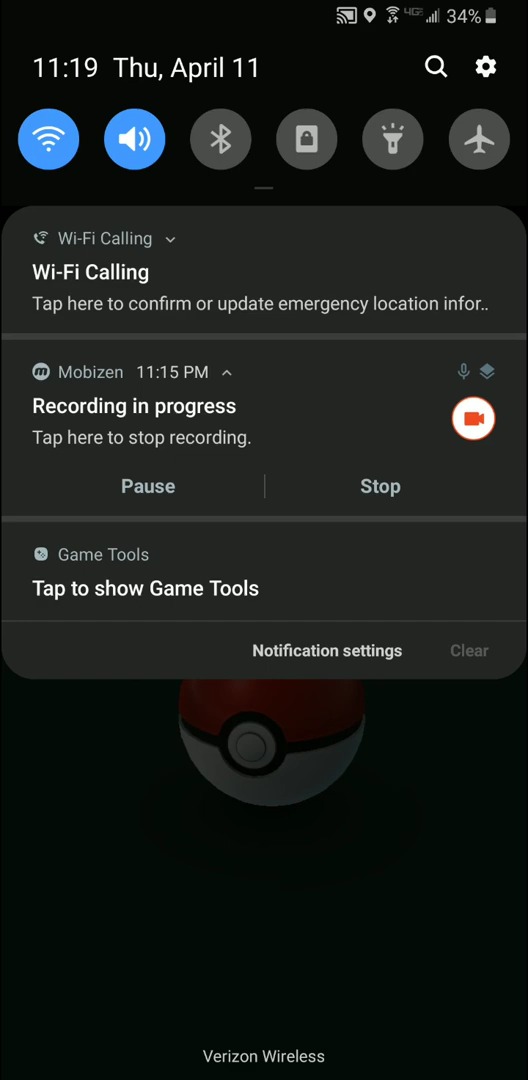 4G 34%
11:19 Thu, April 11
Wi-Fi Calling
Wi-Fi Calling
Tap here to confirm or update emergency location infor..
Mobizen 11:15 PM
Recording in progress
Tap here to stop recording.
Pause Stop
Game Tools
Tap to show Game Tools
Notification settings Clear
Verizon Wireless